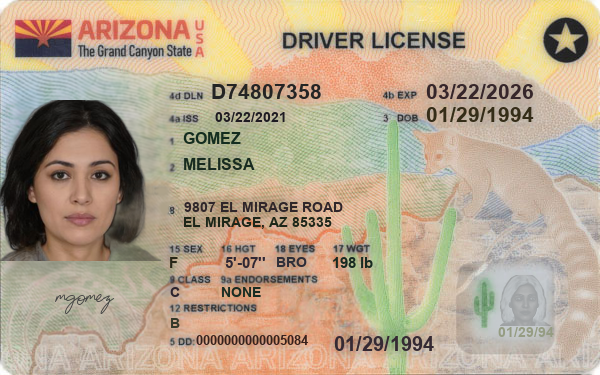 ARIZONA USA
The Grand Canyon State
DRIVER LICENSE
4d DLN D74807358
4b EXP 03/22/2026
4a ISS 03/22/2021
3 DOB 01/29/1994
1 GOMEZ
2 MELISSA
8 9807 EL MIRAGE ROAD
EL MIRAGE, AZ 85335
15 SEX 16 HGT 18 EYES 17 WGT
F 5'-07" BRO 198 lb
9 CLASS 9a ENDORSEMENTS
C NONE
12 RESTRICTIONS
B
5 DD: 0000000000005084
01/29/1994
mgomez
01/29/94
ARIZONA ARIZONA ARIZONA